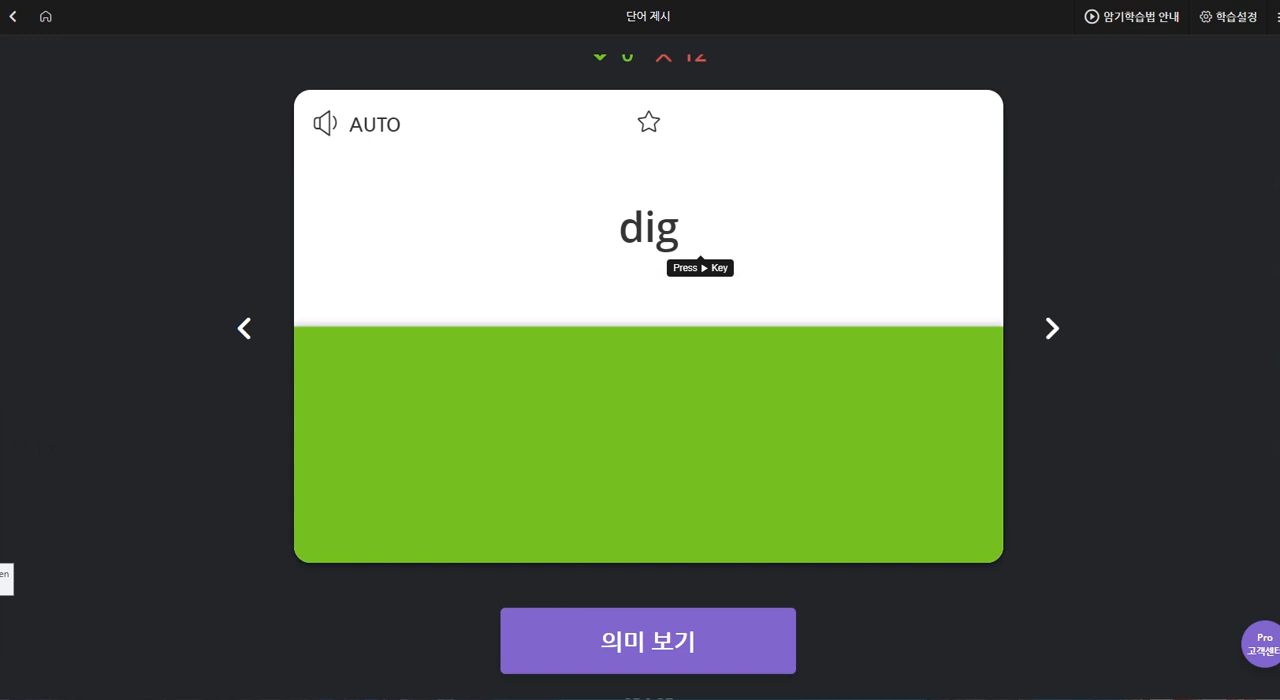 단어 제시
암기학습법 안내
학습설정
AUTO
dig
Press ▶ Key
en
의미 보기
Pro
고객센터